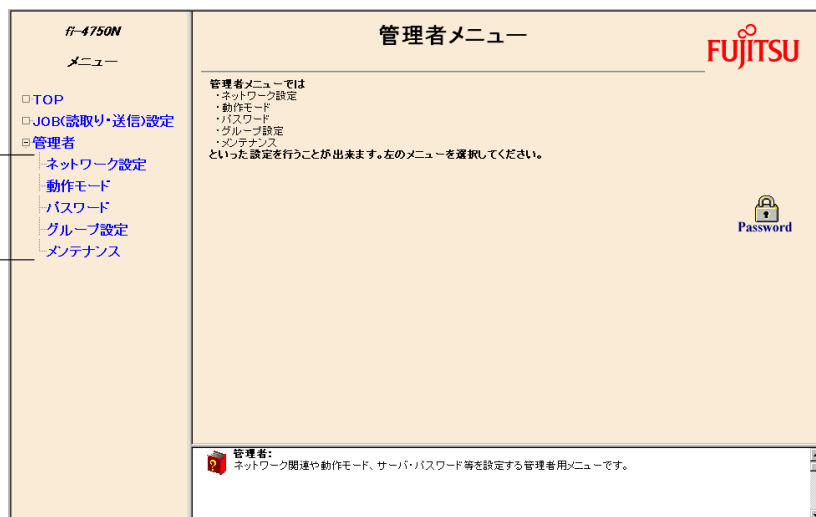 fi-4750N
メニュー
TOP
JOB(読取り・送信)設定
管理者
ネットワーク設定
動作モード
パスワード
グループ設定
メンテナンス
管理者メニュー
FUJITSU
管理者メニューでは
・ネットワーク設定
・動作モード
・パスワード
・グループ設定
・メンテナンス
といった設定を行うことが出来ます。左のメニューを選択してください。
Password
管理者:
ネットワーク関連や動作モード、サーバ・パスワード等を設定する管理者用メニューです。